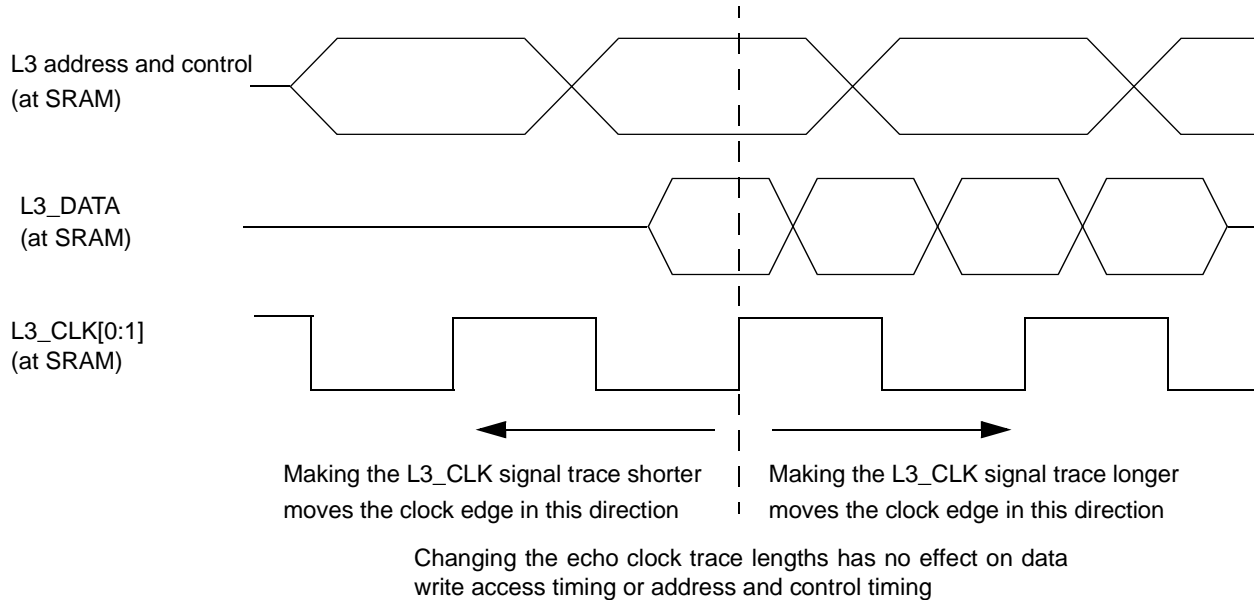 L3 address and control
(at SRAM)
L3_DATA
(at SRAM)
L3_CLK[0:1]
(at SRAM)
Making the L3_CLK signal trace shorter
moves the clock edge in this direction
Making the L3_CLK signal trace longer
moves the clock edge in this direction
Changing the echo clock trace lengths has no effect on data
write access timing or address and control timing